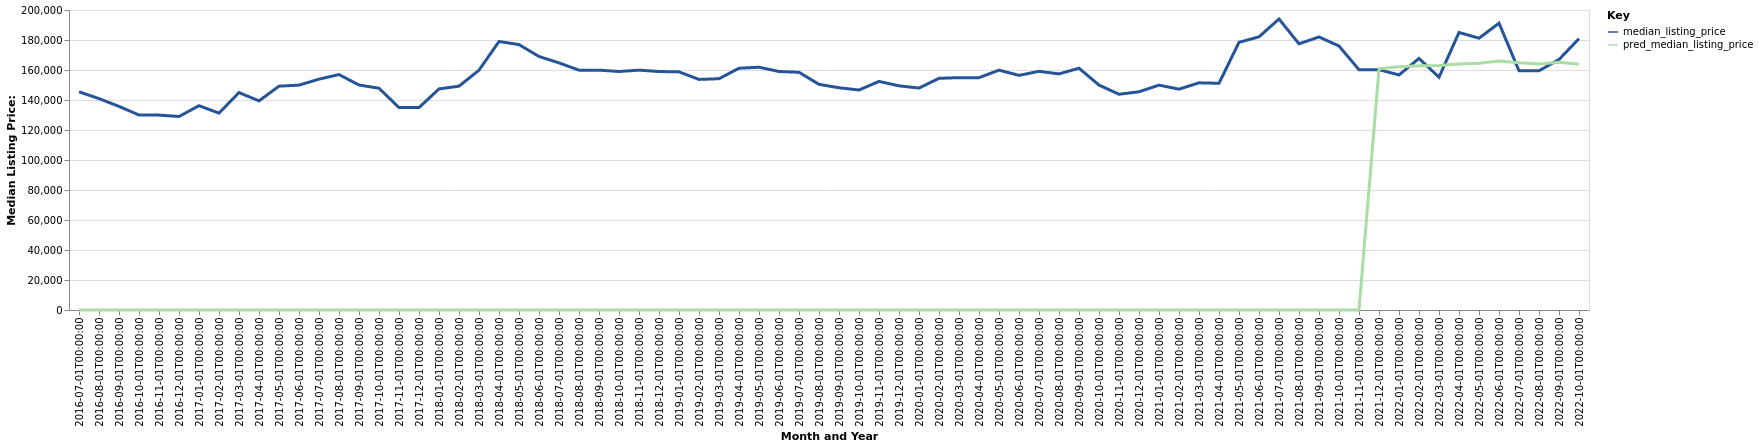 200,000
180,000
160,000
140,000
120,000
100,000
80,000
60,000
40,000
20,000
0
Median Listing Price:
2016-07-01T00:00:00
2016-08-01T00:00:00
2016-09-01T00:00:00
2016-10-01T00:00:00
2016-11-01T00:00:00
2016-12-01T00:00:00
2017-01-01T00:00:00
2017-02-01T00:00:00
2017-03-01T00:00:00
2017-04-01T00:00:00
2017-05-01T00:00:00
2017-06-01T00:00:00
2017-07-01T00:00:00
2017-08-01T00:00:00
2017-09-01T00:00:00
2017-10-01T00:00:00
2017-11-01T00:00:00
2017-12-01T00:00:00
2018-01-01T00:00:00
2018-02-01T00:00:00
2018-03-01T00:00:00
2018-04-01T00:00:00
2018-05-01T00:00:00
2018-06-01T00:00:00
2018-07-01T00:00:00
2018-08-01T00:00:00
2018-09-01T00:00:00
2018-10-01T00:00:00
2018-11-01T00:00:00
2018-12-01T00:00:00
2019-01-01T00:00:00
2019-02-01T00:00:00
2019-03-01T00:00:00
2019-04-01T00:00:00
2019-05-01T00:00:00
2019-06-01T00:00:00
2019-07-01T00:00:00
2019-08-01T00:00:00
2019-09-01T00:00:00
2019-10-01T00:00:00
2019-11-01T00:00:00
2019-12-01T00:00:00
2020-01-01T00:00:00
2020-02-01T00:00:00
2020-03-01T00:00:00
2020-04-01T00:00:00
2020-05-01T00:00:00
2020-06-01T00:00:00
2020-07-01T00:00:00
2020-08-01T00:00:00
2020-09-01T00:00:00
2020-10-01T00:00:00
2020-11-01T00:00:00
2020-12-01T00:00:00
2021-01-01T00:00:00
2021-02-01T00:00:00
2021-03-01T00:00:00
2021-04-01T00:00:00
2021-05-01T00:00:00
2021-06-01T00:00:00
2021-07-01T00:00:00
2021-08-01T00:00:00
2021-09-01T00:00:00
2021-10-01T00:00:00
2021-11-01T00:00:00
2021-12-01T00:00:00
2022-01-01T00:00:00
2022-02-01T00:00:00
2022-03-01T00:00:00
2022-04-01T00:00:00
2022-05-01T00:00:00
2022-06-01T00:00:00
2022-07-01T00:00:00
2022-08-01T00:00:00
2022-09-01T00:00:00
2022-10-01T00:00:00
Month and Year
Key
median_listing_price
pred_median_listing_price